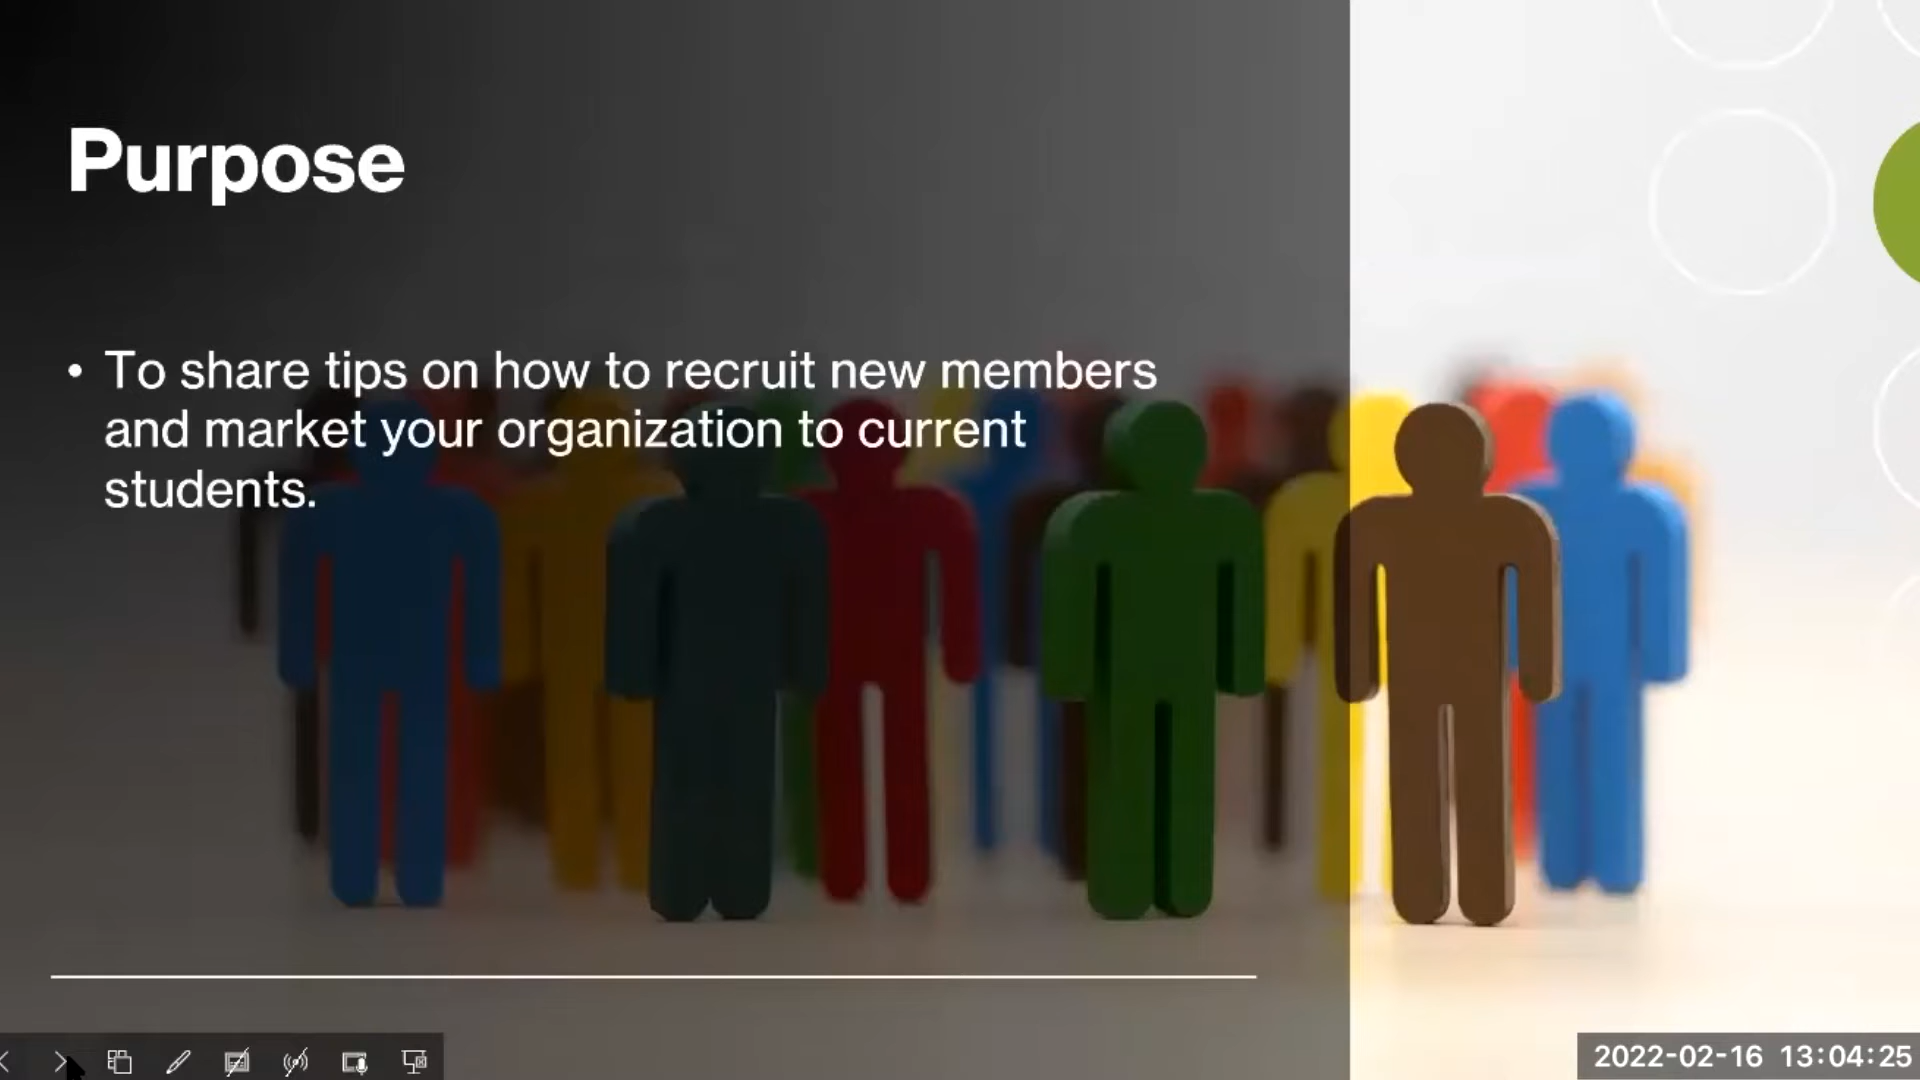 Purpose
• To share tips on how to recruit new members
and market your organization to current
students.
2022-02-16 13:04:25